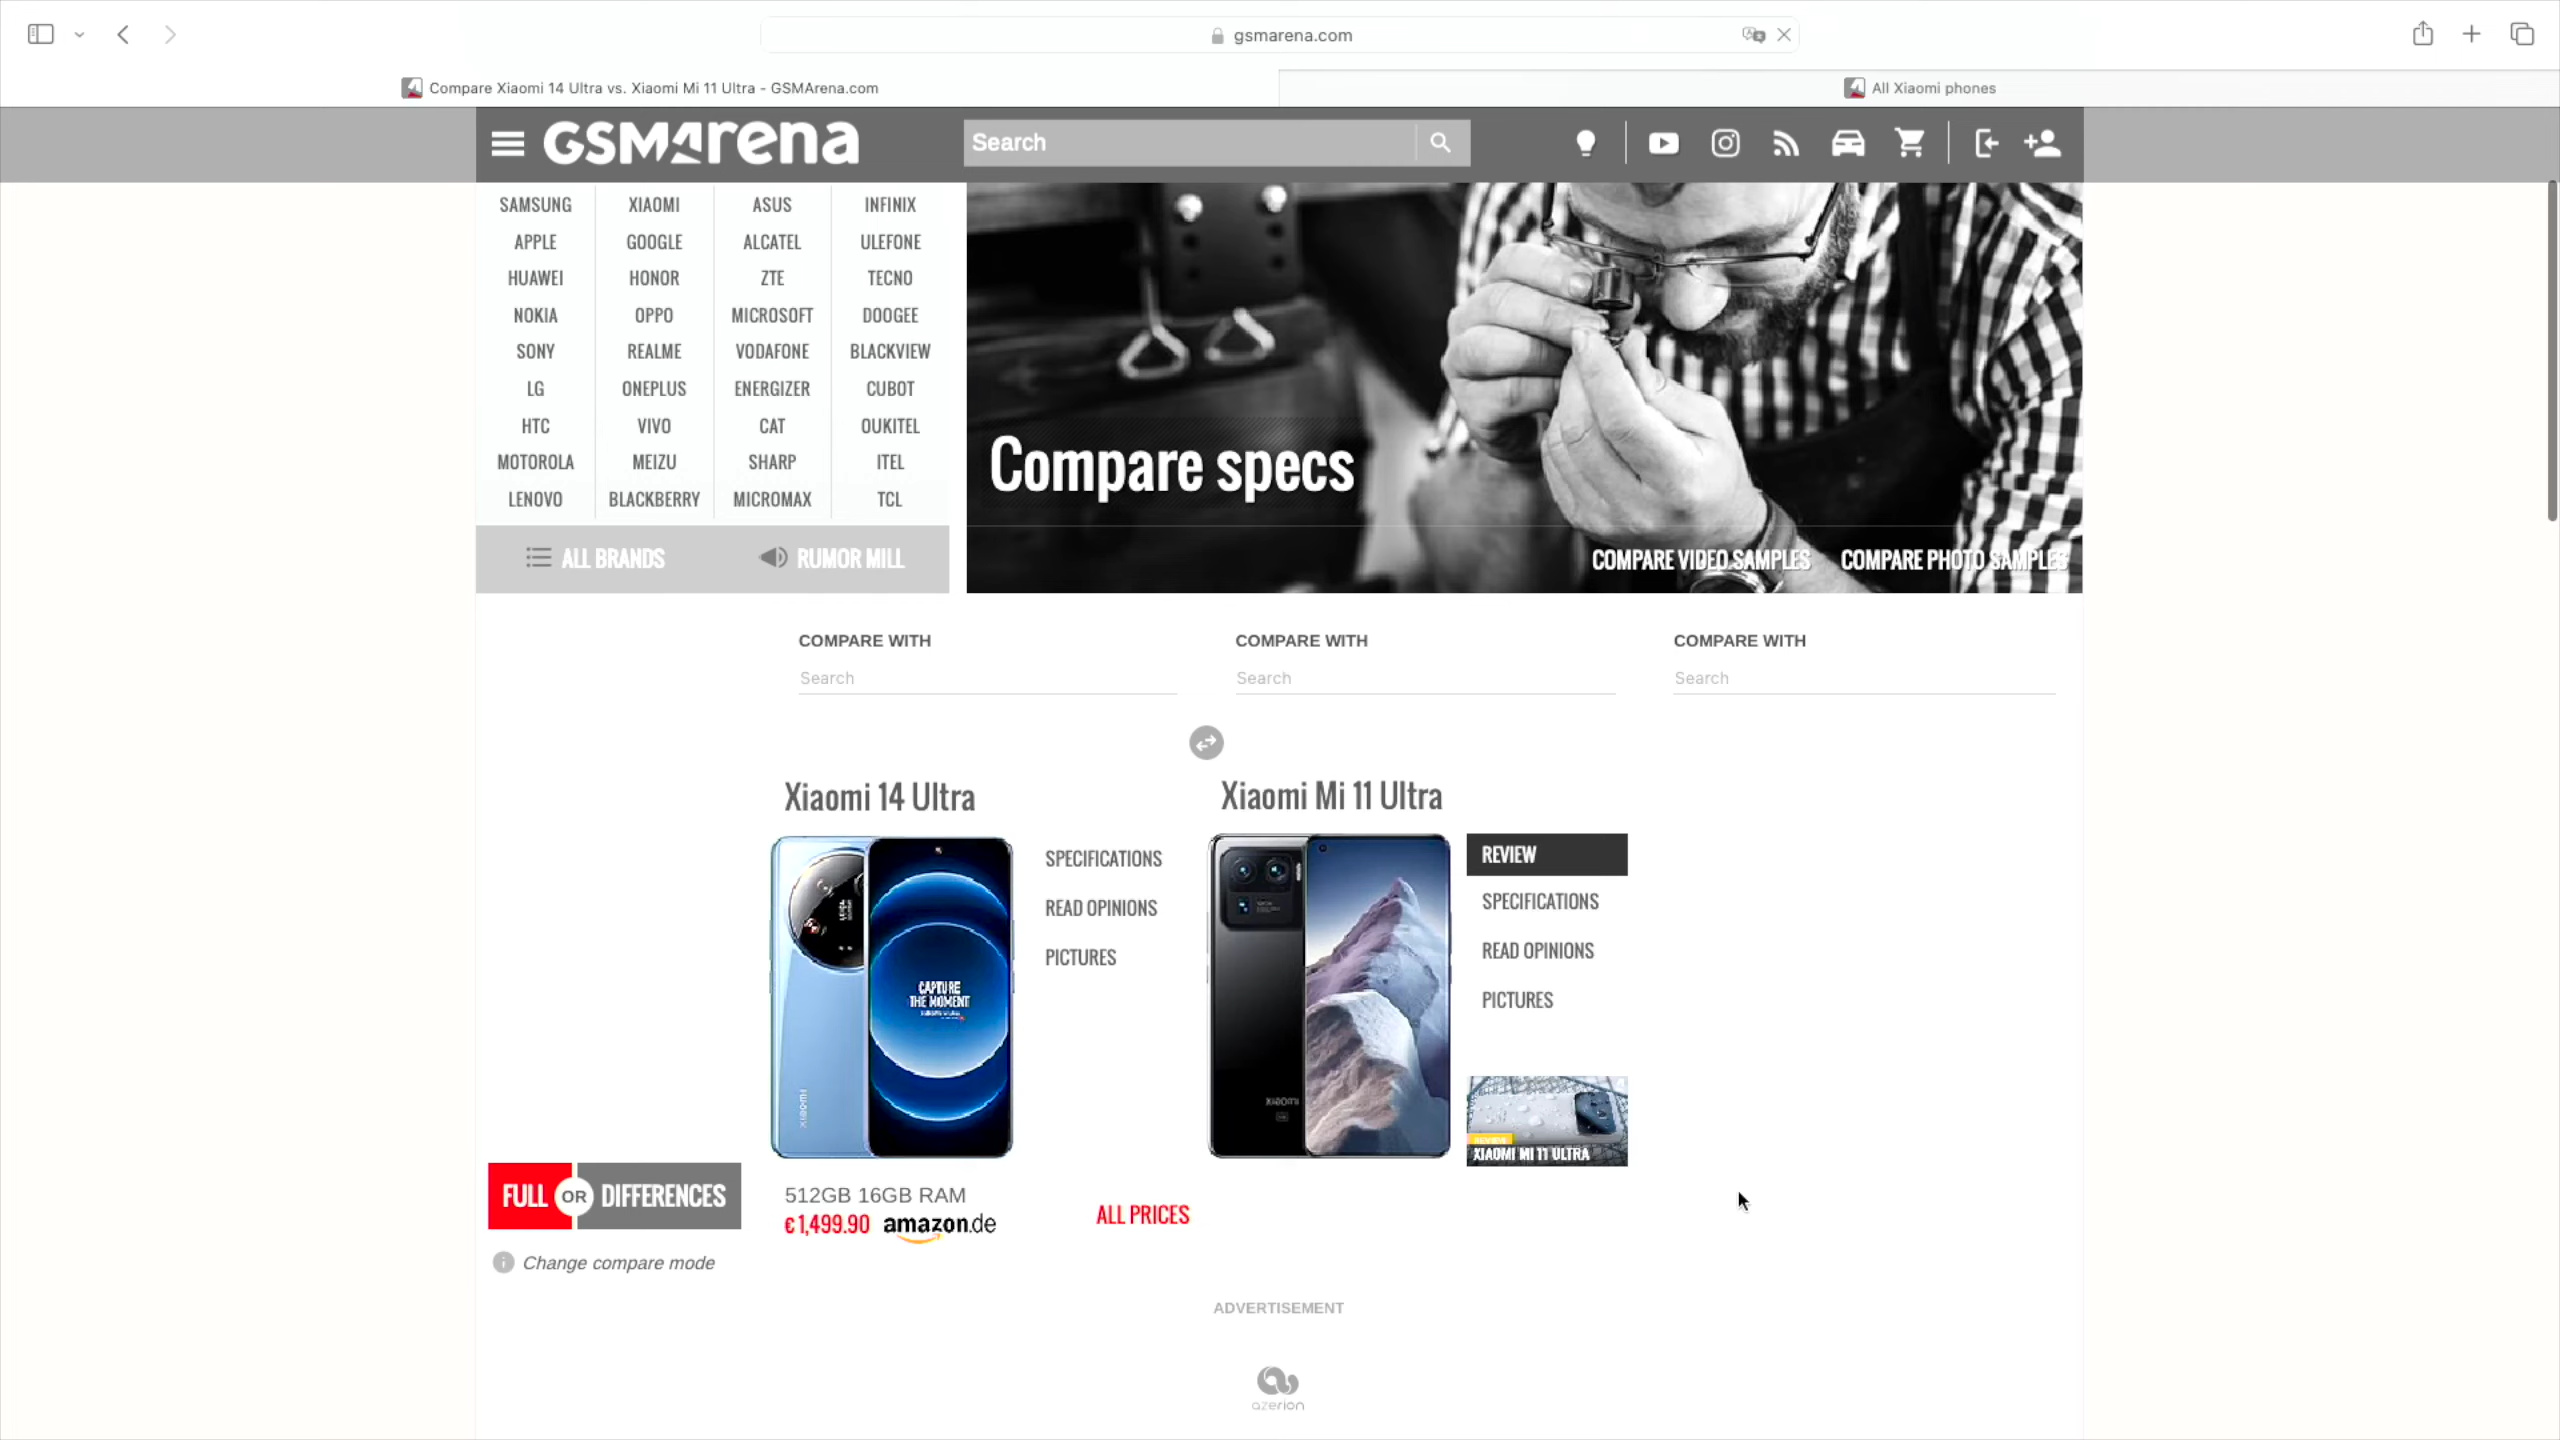 gsmarena.com
Compare Xiaomi 14 Ultra vs. Xiaomi Mi 11 Ultra - GSMArena.com
All Xiaomi phones
GSMArena
Search
SAMSUNG XIAOMI ASUS INFINIX
APPLE GOOGLE ALCATEL ULEFONE
HUAWEI HONOR ZTE TECNO
NOKIA OPPO MICROSOFT DOOGEE
SONY REALME VODAFONE BLACKVIEW
LG ONEPLUS ENERGIZER CUBOT
HTC VIVO CAT OUKITEL
MOTOROLA MEIZU SHARP ITEL
LENOVO BLACKBERRY MICROMAX TCL
ALL BRANDS RUMOR MILL
Compare specs
COMPARE VIDEO SAMPLES COMPARE PHOTO SAMPLES
COMPARE WITH COMPARE WITH COMPARE WITH
Search Search Search
Xiaomi 14 Ultra
SPECIFICATIONS
READ OPINIONS
PICTURES
CAPTURE
THE MOMENT
xiaomi
Xiaomi Mi 11 Ultra
REVIEW
SPECIFICATIONS
READ OPINIONS
PICTURES
xiaomi
REVIEW
XIAOMI MI 11 ULTRA
FULL OR DIFFERENCES
Change compare mode
512GB 16GB RAM
€ 1,499.90 amazon.de
ALL PRICES
ADVERTISEMENT
azerion